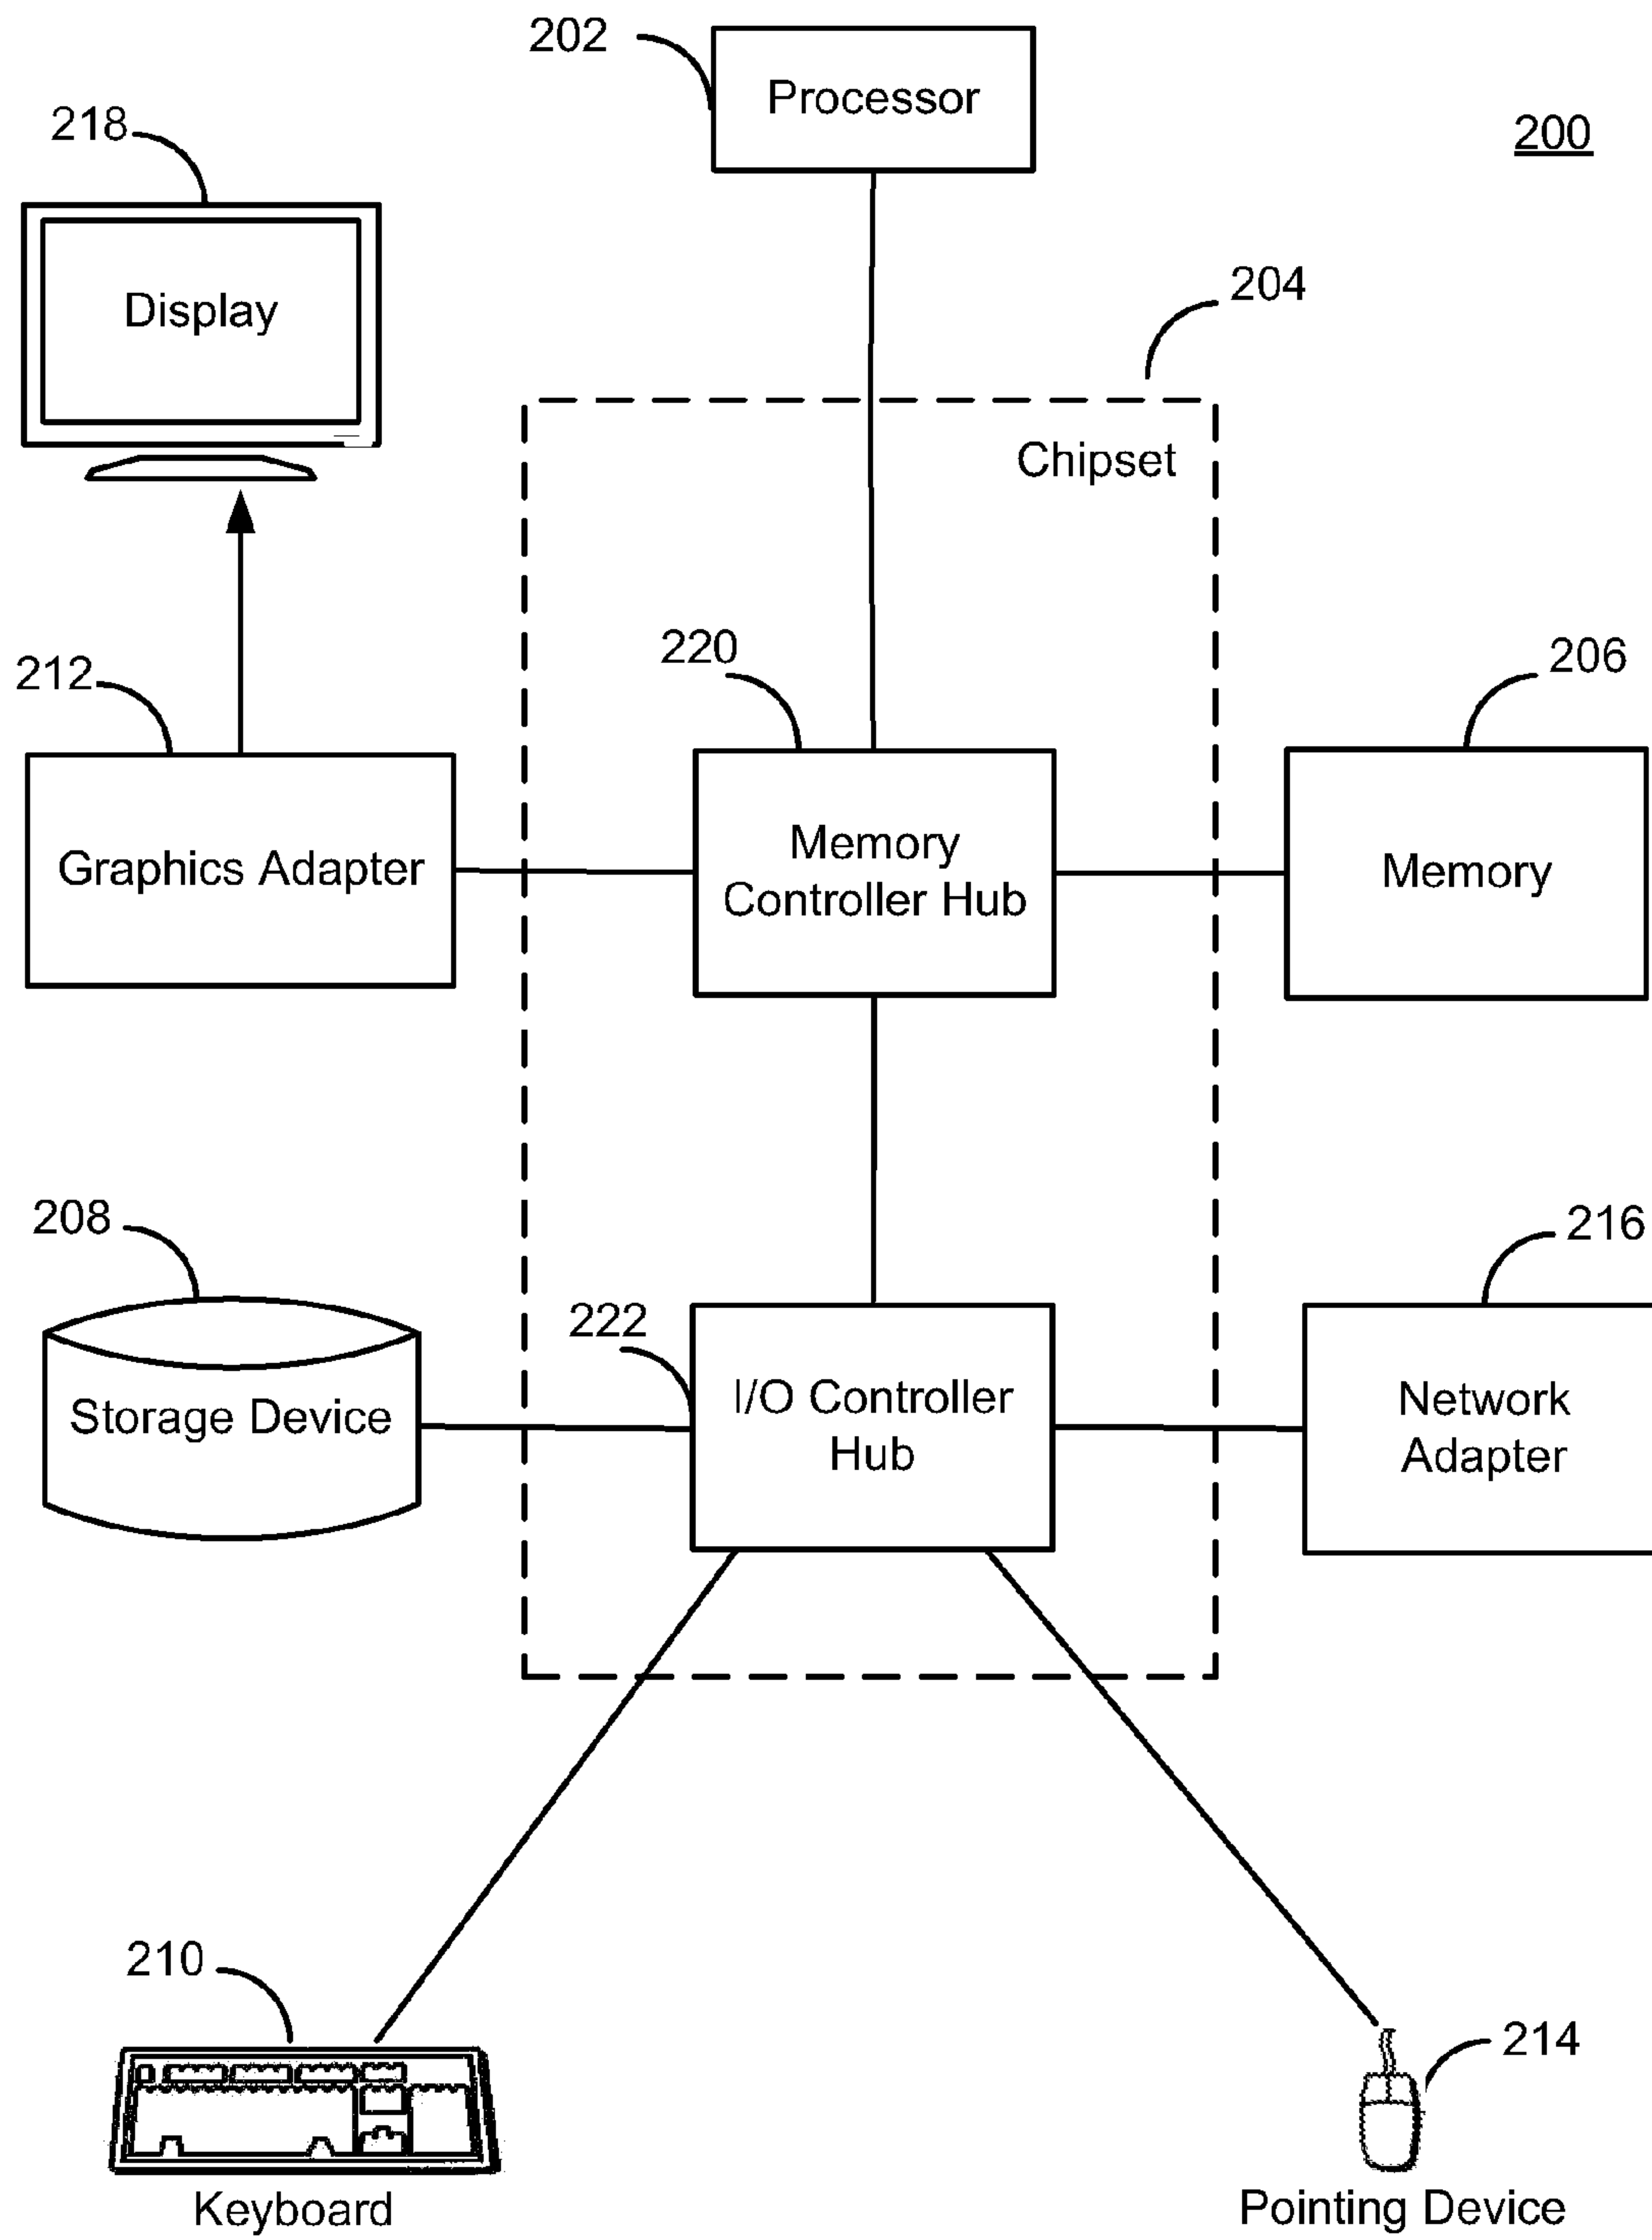 202
Processor
200
218
Display
204
Chipset
220
206
212
Memory
Controller Hub
Graphics Adapter
Memory
208
216
222
I/O Controller
Hub
Storage Device
Network
Adapter
210
214
Keyboard
Pointing Device